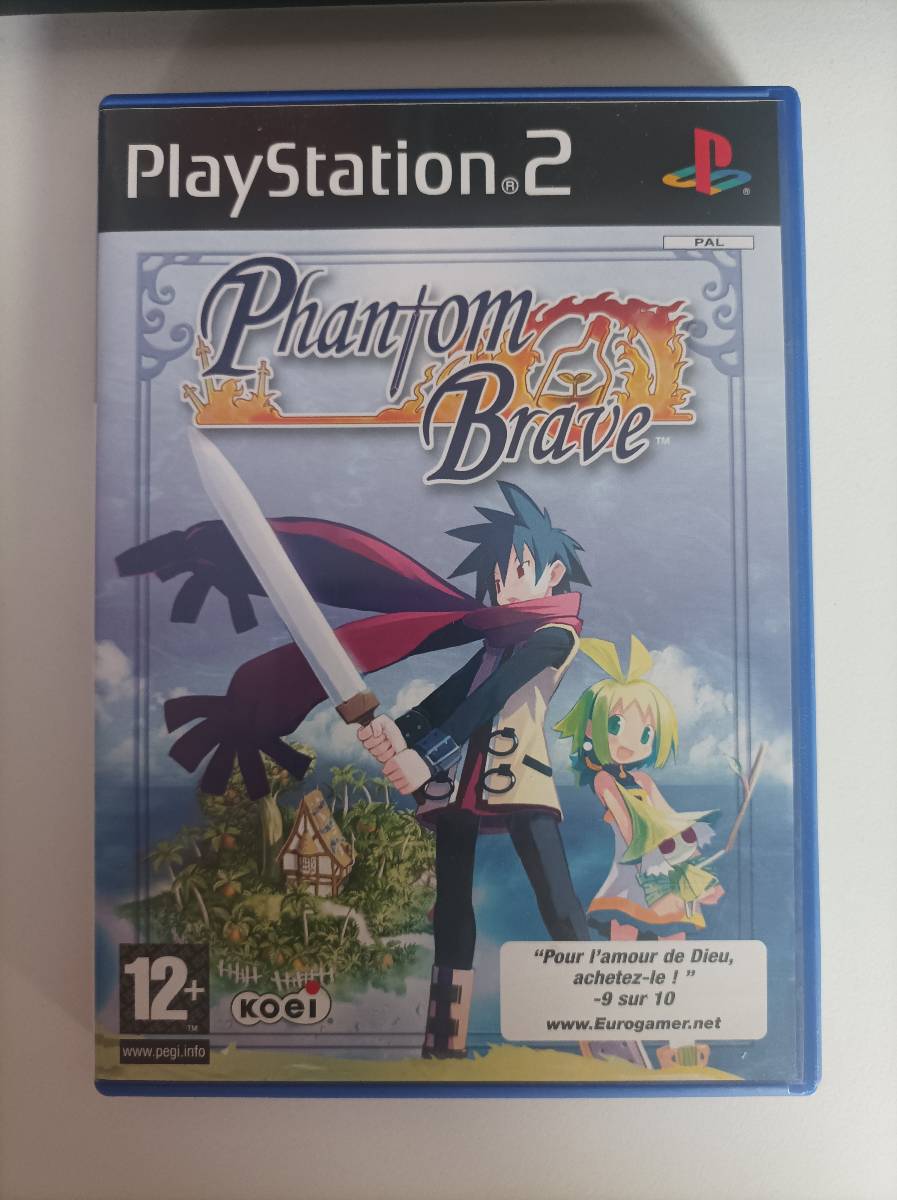 PlayStation®2
PAL
Phantom
Brave™
12+™
www.pegi.info
KOEI
"Pour l'amour de Dieu,
achetez-le ! "
-9 sur 10
www.Eurogamer.net